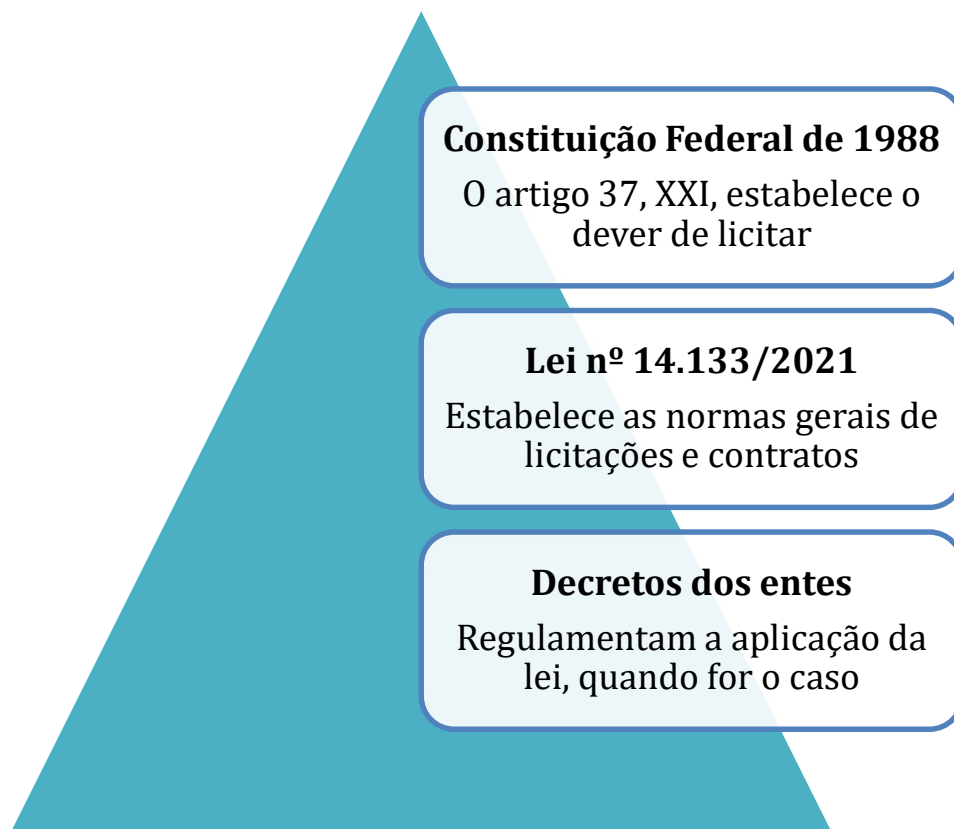 Constituição Federal de 1988
O artigo 37, XXI, estabelece o
dever de licitar
Lei nº 14.133/2021
Estabelece as normas gerais de
licitações e contratos
Decretos dos entes
Regulamentam a aplicação da
lei, quando for o caso